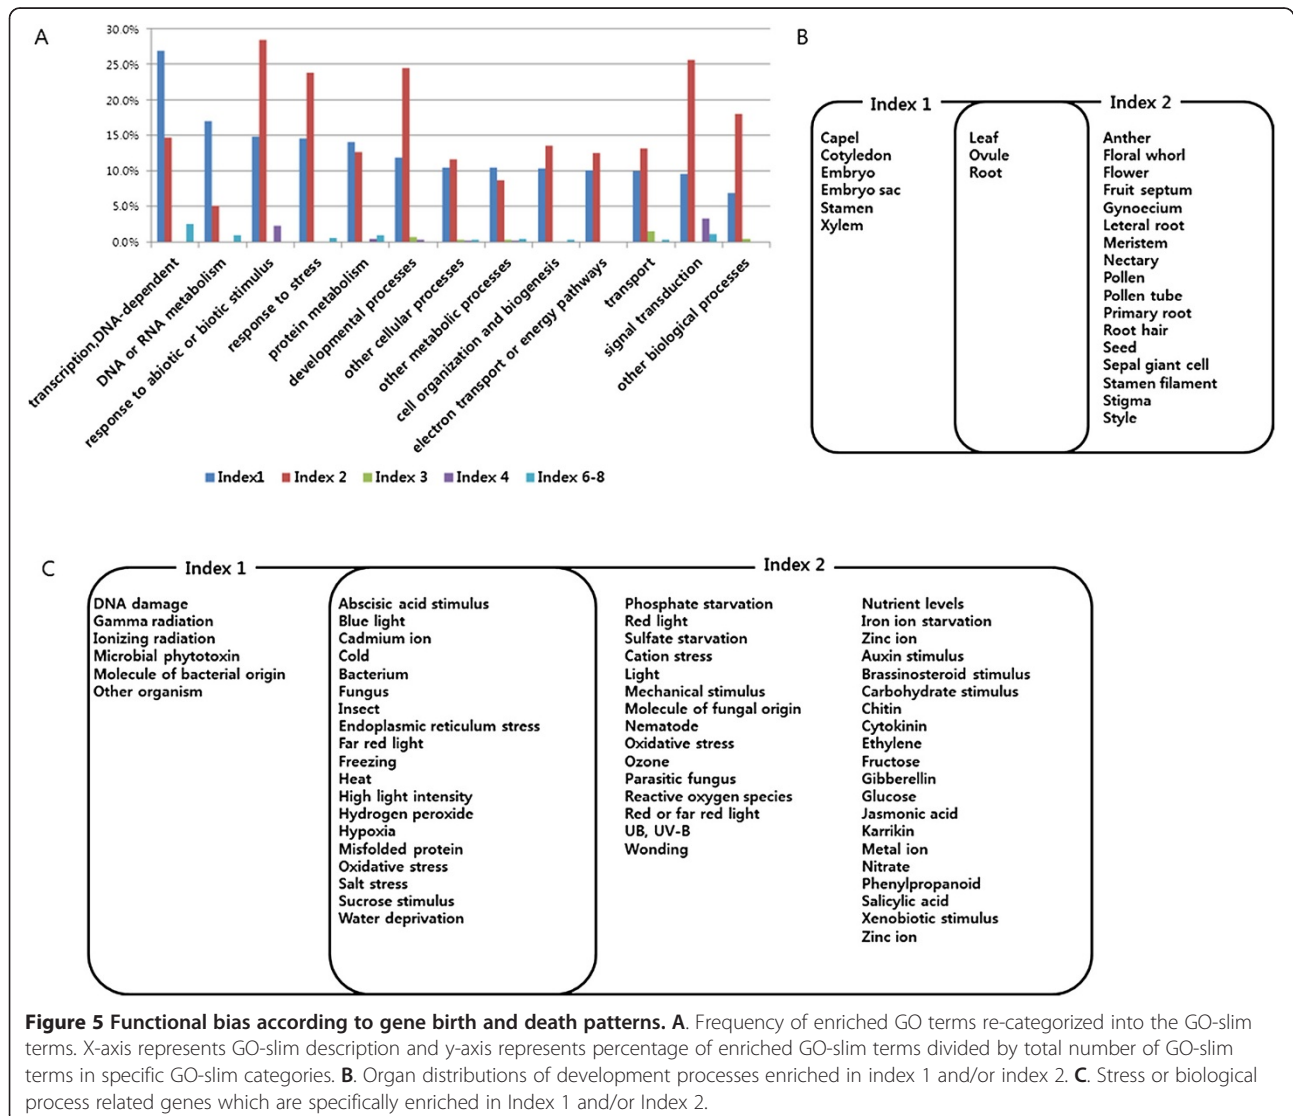 A
30.0%
25.0%
20.0%
15.0%
10.0%
5.0%
0.0%
transcription,DNA-dependent
DNA or RNA metabolism
response to abiotic or biotic stimulus
response to stress
protein metabolism
developmental processes
other cellular processes
other metabolic processes
cell organization and biogenesis
electron transport or energy pathways
transport
signal transduction
other biological processes
Index1 Index 2 Index 3 Index 4 Index 6-8
B
Index 1
Index 2
Capel
Cotyledon
Embryo
Embryo sac
Stamen
Xylem
Leaf
Ovule
Root
Anther
Floral whorl
Flower
Fruit septum
Gynoecium
Leteral root
Meristem
Nectary
Pollen
Pollen tube
Primary root
Root hair
Seed
Sepal giant cell
Stamen filament
Stigma
Style
C
Index 1
Index 2
DNA damage
Gamma radiation
Ionizing radiation
Microbial phytotoxin
Molecule of bacterial origin
Other organism
Abscisic acid stimulus
Blue light
Cadmium ion
Cold
Bacterium
Fungus
Insect
Endoplasmic reticulum stress
Far red light
Freezing
Heat
High light intensity
Hydrogen peroxide
Hypoxia
Misfolded protein
Oxidative stress
Salt stress
Sucrose stimulus
Water deprivation
Phosphate starvation
Red light
Sulfate starvation
Cation stress
Light
Mechanical stimulus
Molecule of fungal origin
Nematode
Oxidative stress
Ozone
Parasitic fungus
Reactive oxygen species
Red or far red light
UB, UV-B
Wonding
Nutrient levels
Iron ion starvation
Zinc ion
Auxin stimulus
Brassinosteroid stimulus
Carbohydrate stimulus
Chitin
Cytokinin
Ethylene
Fructose
Gibberellin
Glucose
Jasmonic acid
Karrikin
Metal ion
Nitrate
Phenylpropanoid
Salicylic acid
Xenobiotic stimulus
Zinc ion
Figure 5 Functional bias according to gene birth and death patterns. A. Frequency of enriched GO terms re-categorized into the GO-slim
terms. X-axis represents GO-slim description and y-axis represents percentage of enriched GO-slim terms divided by total number of GO-slim
terms in specific GO-slim categories. B. Organ distributions of development processes enriched in index 1 and/or index 2. C. Stress or biological
process related genes which are specifically enriched in Index 1 and/or Index 2.